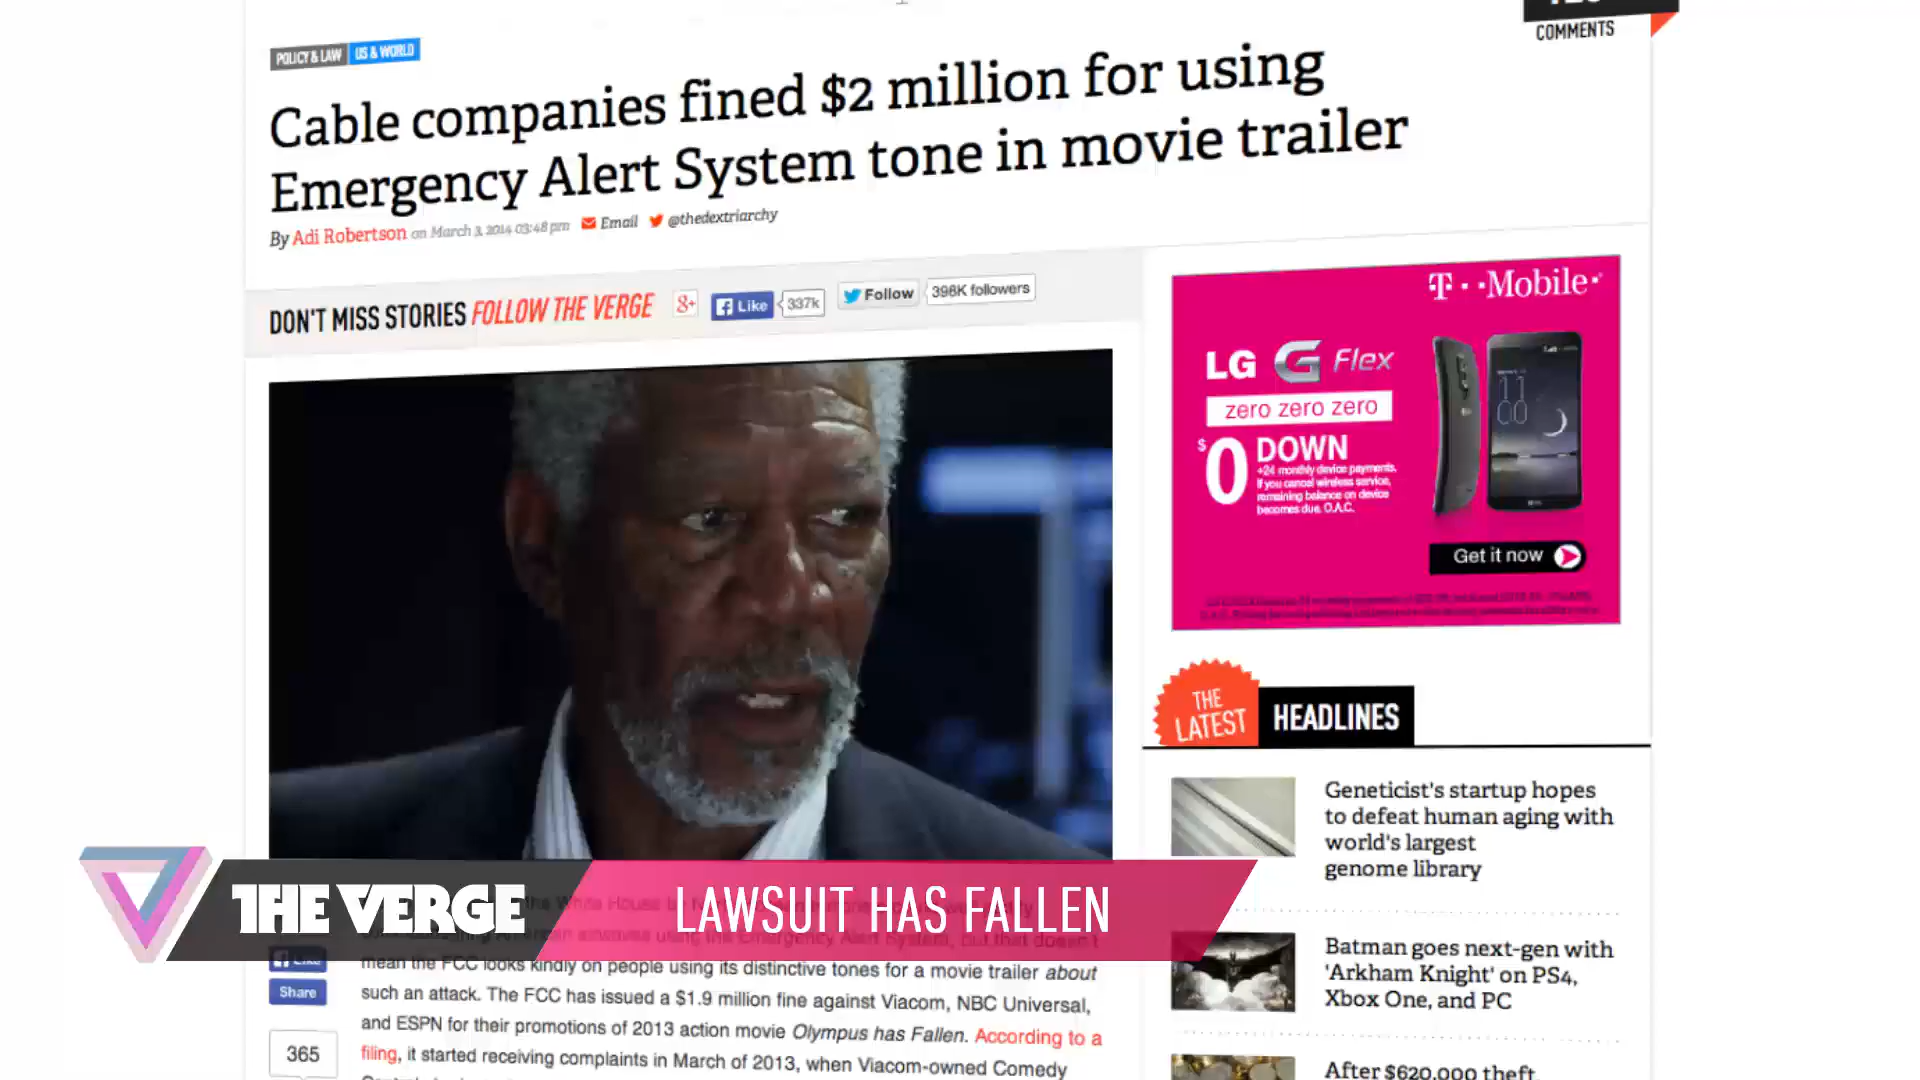 COMMENTS
POLICY & LAW US & WORLD
Cable companies fined $2 million for using
Emergency Alert System tone in movie trailer
By Adi Robertson on March 3, 2014 03:48 pm Email @thedextriarchy
DON'T MISS STORIES FOLLOW THE VERGE
8+ Like 337k Follow 396K followers
T··Mobile·
LG G Flex
zero zero zero
$0 DOWN
+24 monthly device payments.
If you cancel wireless service,
remaining balance on device
becomes due. O.A.C.
Get it now
THE LATEST HEADLINES
Geneticist's startup hopes
to defeat human aging with
world's largest
genome library
Batman goes next-gen with
'Arkham Knight' on PS4,
Xbox One, and PC
After $620,000 theft,
THE VERGE LAWSUIT HAS FALLEN
the White House
using the Emergency Alert System, but that doesn't
mean the FCC looks kindly on people using its distinctive tones for a movie trailer about
such an attack. The FCC has issued a $1.9 million fine against Viacom, NBC Universal,
and ESPN for their promotions of 2013 action movie Olympus has Fallen. According to a
filing, it started receiving complaints in March of 2013, when Viacom-owned Comedy
Like
Share
365